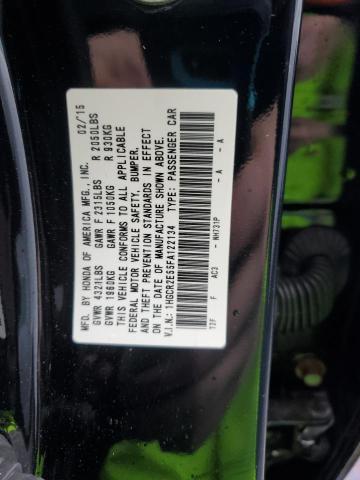 MFD. BY HONDA OF AMERICA MFG., INC. 02/15
GVWR 4321LBS GAWR F 2315LBS R 2050LBS
GVWR 1960KG GAWR F 1050KG R 930KG
THIS VEHICLE CONFORMS TO ALL APPLICABLE
FEDERAL MOTOR VEHICLE SAFETY, BUMPER,
AND THEFT PREVENTION STANDARDS IN EFFECT
ON THE DATE OF MANUFACTURE SHOWN ABOVE.
V.I.N.: 1HGCR2E55FA122134 TYPE: PASSENGER CAR
F AC3 - NH731P - A - A